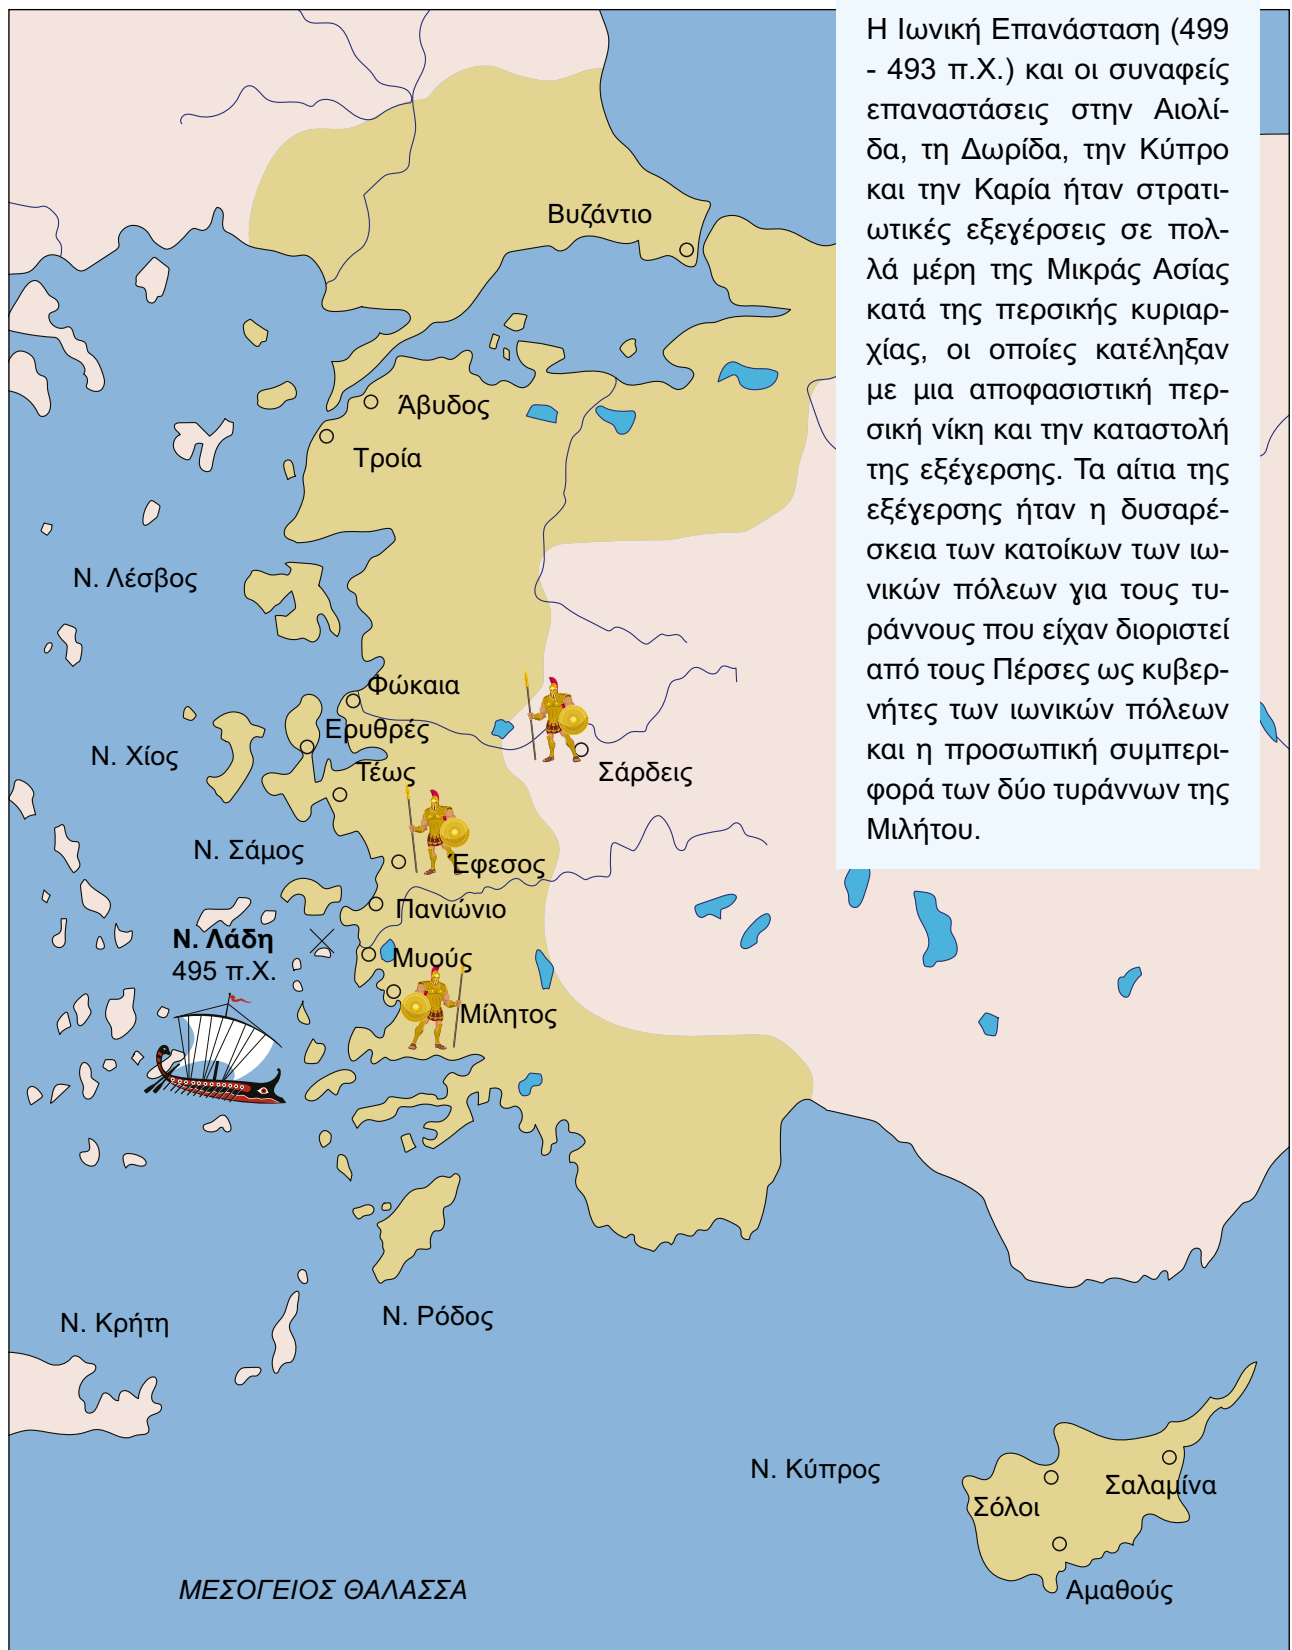 Η Ιωνική Επανάσταση (499
- 493 π.Χ.) και οι συναφείς
επαναστάσεις στην Αιολί-
δα, τη Δωρίδα, την Κύπρο
και την Καρία ήταν στρατι-
ωτικές εξεγέρσεις σε πολ-
λά μέρη της Μικράς Ασίας
κατά της περσικής κυριαρ-
χίας, οι οποίες κατέληξαν
με μια αποφασιστική περ-
σική νίκη και την καταστολή
της εξέγερσης. Τα αίτια της
εξέγερσης ήταν η δυσαρέ-
σκεια των κατοίκων των ιω-
νικών πόλεων για τους τυ-
ράννους που είχαν διοριστεί
από τους Πέρσες ως κυβερ-
νήτες των ιωνικών πόλεων
και η προσωπική συμπερι-
φορά των δύο τυράννων της
Μιλήτου.
Βυζάντιο
Άβυδος
Τροία
Ν. Λέσβος
Φώκαια
Ερυθρές
Ν. Χίος
Τέως
Σάρδεις
Ν. Σάμος
Έφεσος
Πανιώνιο
Ν. Λάδη
495 π.Χ.
Μυούς
Μίλητος
Ν. Κρήτη
Ν. Ρόδος
Ν. Κύπρος
Σαλαμίνα
Σόλοι
Αμαθούς
ΜΕΣΟΓΕΙΟΣ ΘΑΛΑΣΣΑ